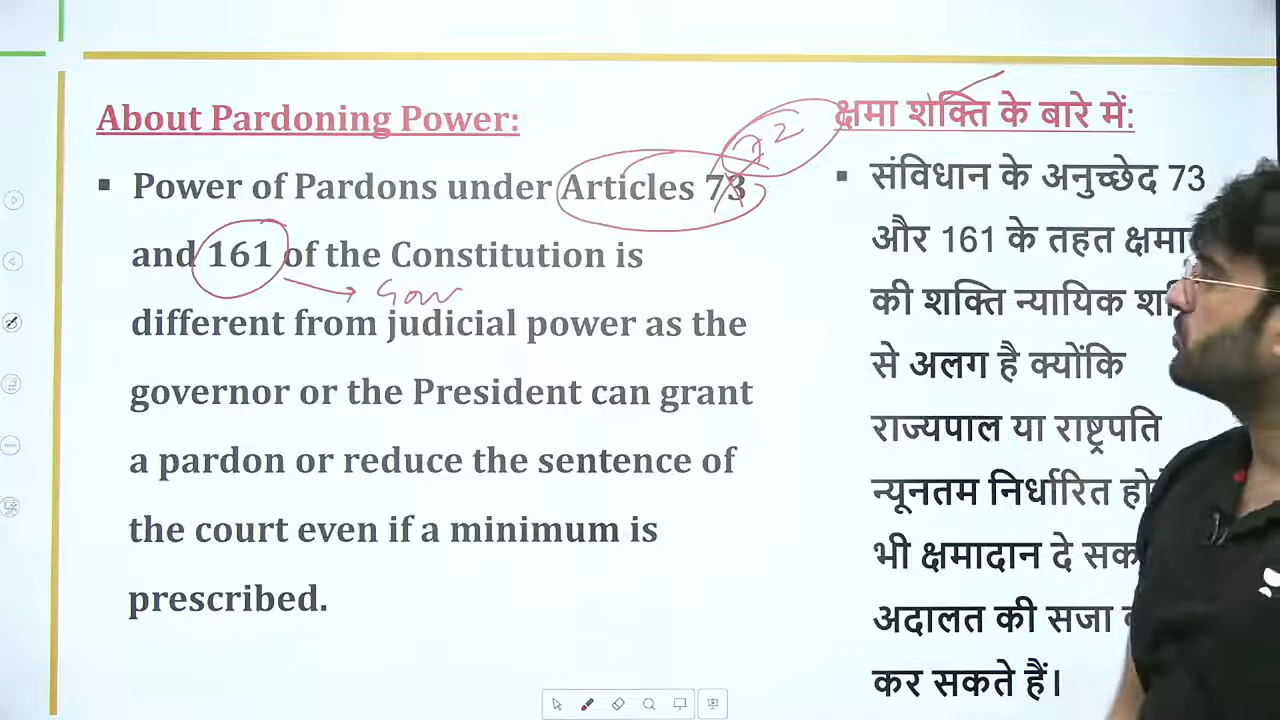 About Pardoning Power:
▪ Power of Pardons under Articles 73
72
and 161 of the Constitution is
Gov
different from judicial power as the
governor or the President can grant
a pardon or reduce the sentence of
the court even if a minimum is
prescribed.
क्षमा शक्ति के बारे में:
▪ संविधान के अनुच्छेद 73
और 161 के तहत क्षमा
की शक्ति न्यायिक
से अलग है क्योंकि
राज्यपाल या राष्ट्रपति
न्यूनतम निर्धारित
भी क्षमादान दे
अदालत की सजा
कर सकते हैं।